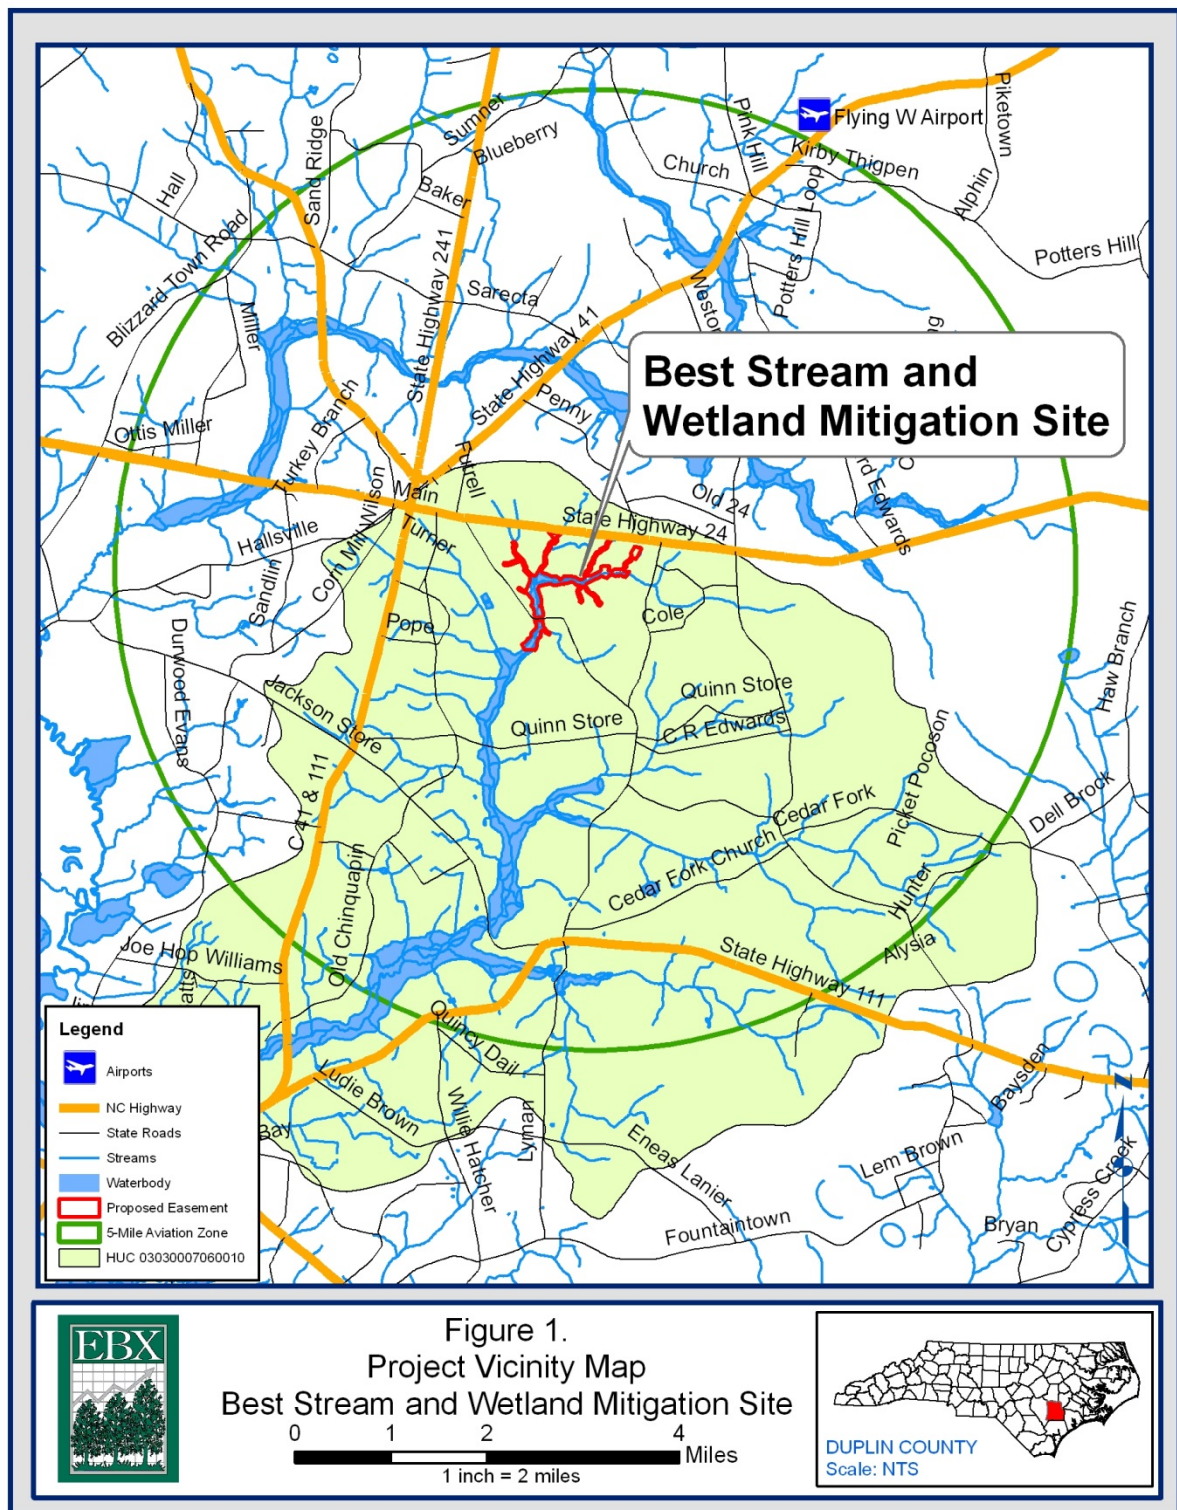 Flying W Airport
Piketown
Pink Hill
Kirby Thigpen
Church
Alphin
Potters Hill Loop
Potters Hill
Sumner
Blueberry
Baker
Sand Ridge
Hall
Blizzard Town Road
Miller
State Highway 241
Sarecta
State Highway 41
Weston
Best Stream and
Wetland Mitigation Site
Penny
Ottis Miller
Turkey Branch
Futrell
Main
Turner
Wilson
Corn Mill
Hallsville
Sandlin
Old 24
State Highway 24
rd Edwards
O
Pope
Cole
Durwood Evans
Jackson Store
Quinn Store
Quinn Store
C R Edwards
Haw Branch
Picket Pocoson
Dell Brock
C 41 & 111
Cedar Fork
Cedar Fork Church
Hunter
Alysia
Old Chinquapin
Joe Hop Williams
atts
State Highway 111
Quincy Dail
Ludie Brown
Willie Hatcher
Lyman
Eneas Lanier
Fountaintown
Baysden
Lem Brown
Bryan
Cypress Creek
Bay
N
Legend
Airports
NC Highway
State Roads
Streams
Waterbody
Proposed Easement
5-Mile Aviation Zone
HUC 03030007060010
EBX
Figure 1.
Project Vicinity Map
Best Stream and Wetland Mitigation Site
0 1 2 4
Miles
1 inch = 2 miles
DUPLIN COUNTY
Scale: NTS